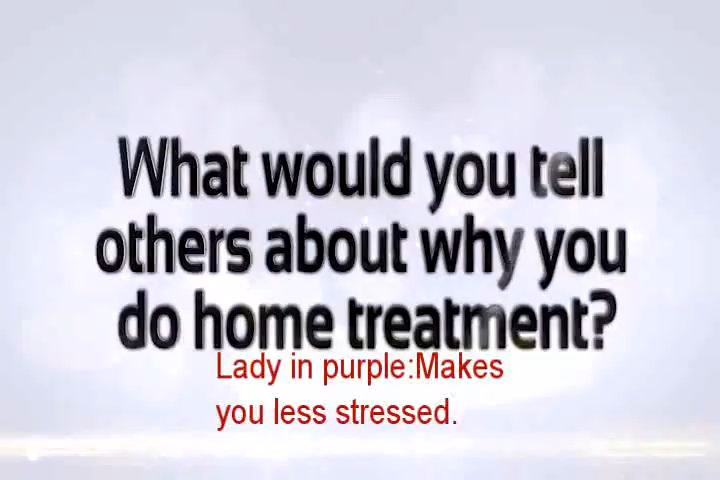 What would you tell
others about why you
do home treatment?
Lady in purple:Makes
you less stressed.